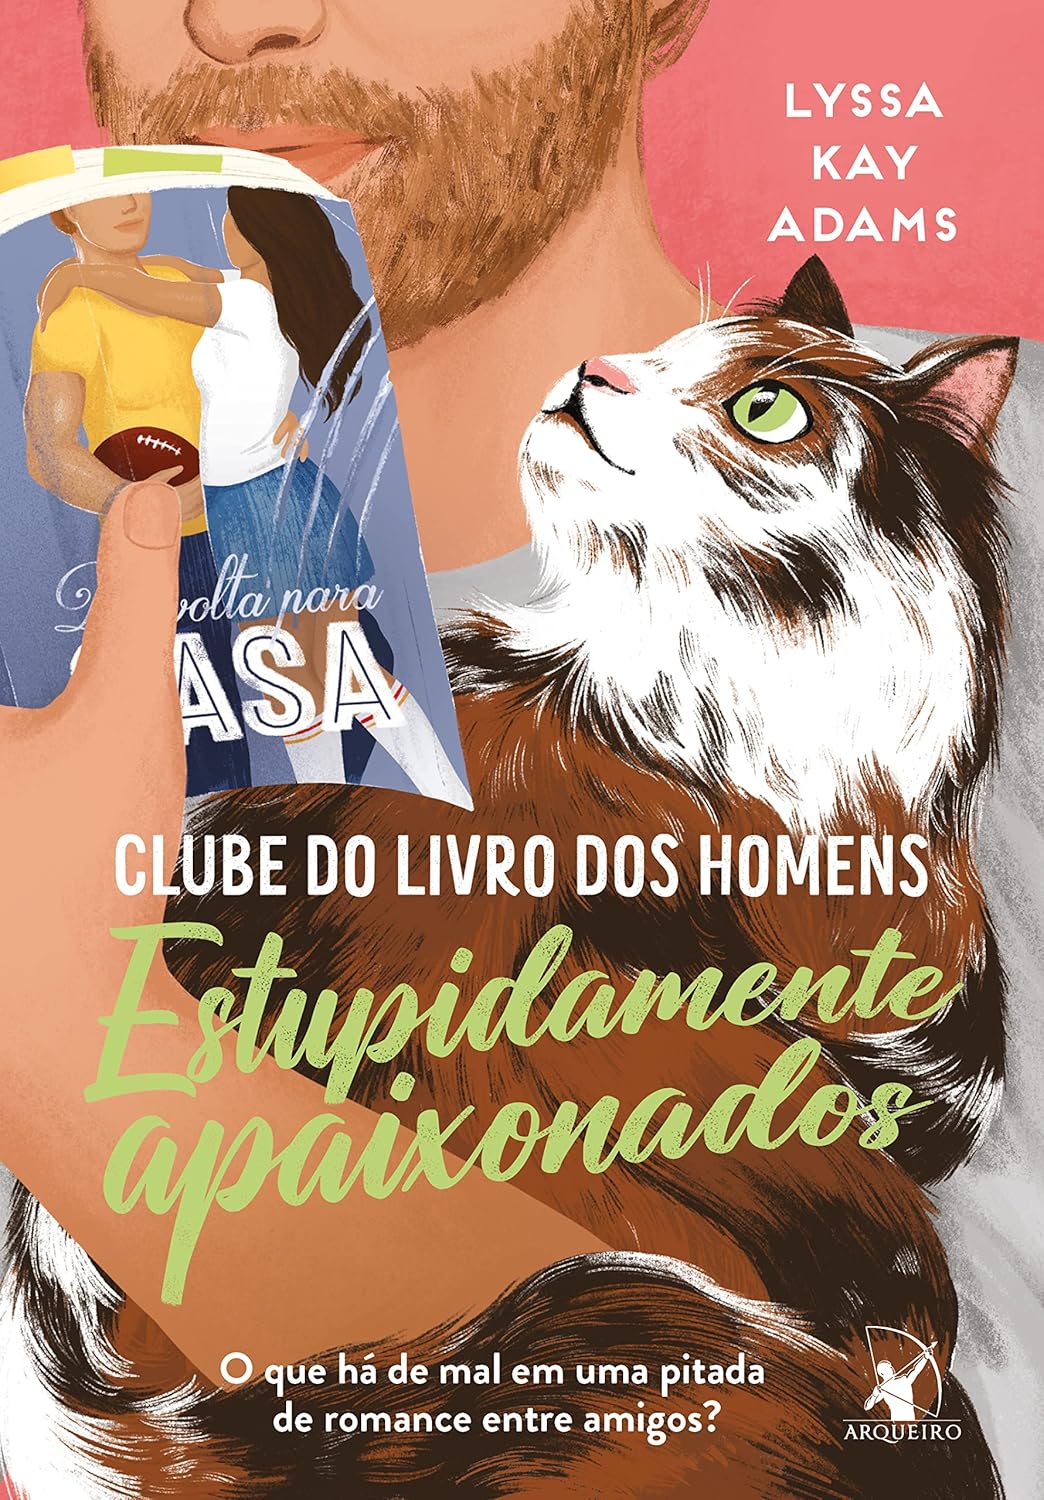 LYSSA
KAY
ADAMS
volta para
ASA
CLUBE DO LIVRO DOS HOMENS
Estupidamente
apaixonados
O que há de mal em uma pitada
de romance entre amigos?
ARQUEIRO